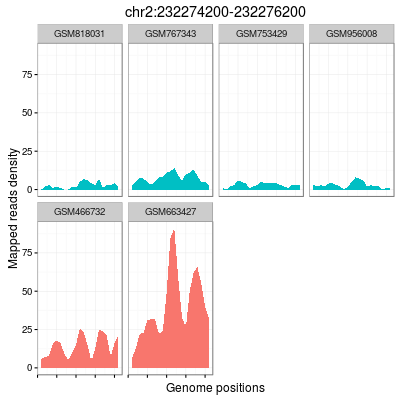 chr2:232274200-232276200
GSM818031 GSM767343 GSM753429 GSM956008
75
50
25
0
GSM466732 GSM663427
75
50
25
0
Mapped reads density
Genome positions